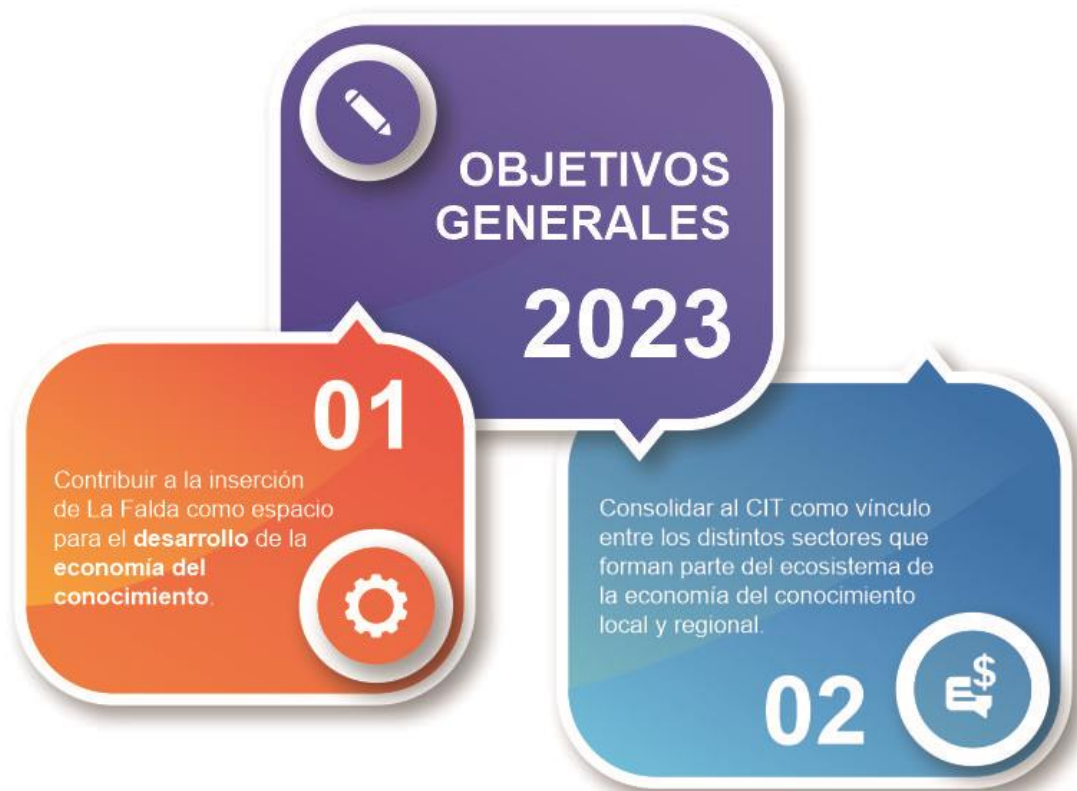 OBJETIVOS
GENERALES
2023
01
Contribuir a la inserción
de La Falda como espacio
para el desarrollo de la
economía del
conocimiento.
Consolidar al CIT como vínculo
entre los distintos sectores que
forman parte del ecosistema de
la economía del conocimiento
local y regional.
02
$